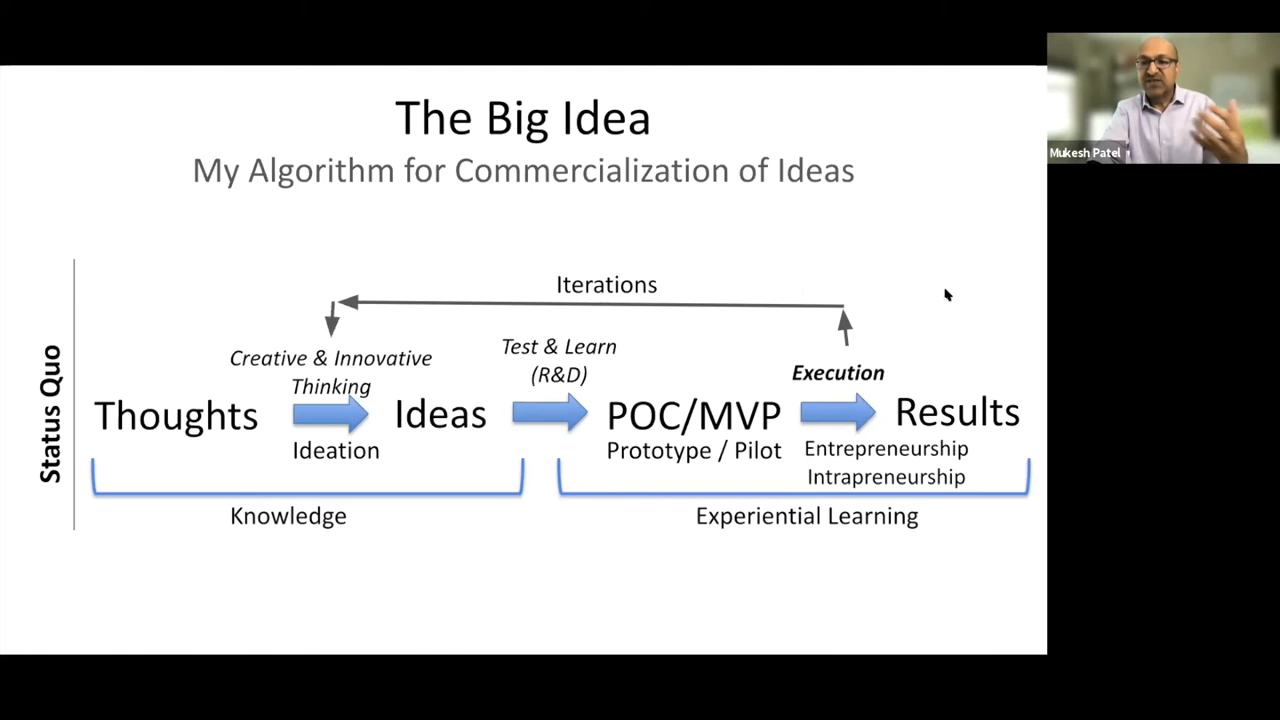 The Big Idea
My Algorithm for Commercialization of Ideas
Mukesh Patel
Status Quo
Iterations
Creative & Innovative
Thinking
Test & Learn
(R&D)
Execution
Thoughts
Ideas
POC/MVP
Results
Ideation
Prototype / Pilot
Entrepreneurship
Intrapreneurship
Knowledge
Experiential Learning